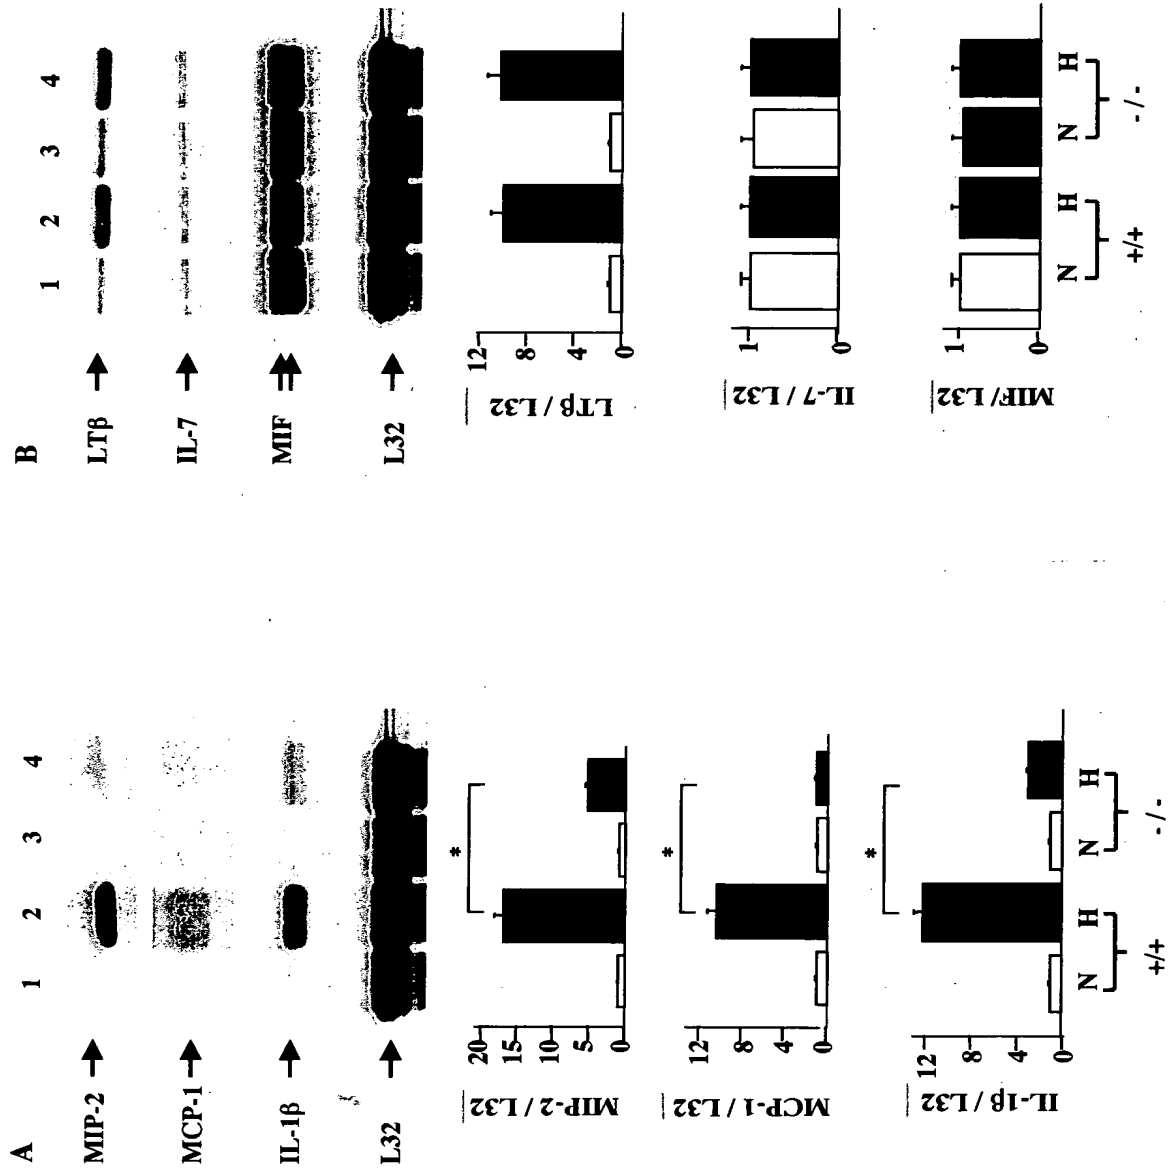 A
1 2 3 4
MIP-2
MCP-1
IL-1β
L32
MIP-2 / L32
20
15
10
5
0
*
MCP-1 / L32
12
8
4
0
*
IL-1β / L32
12
8
4
0
*
N H N H
+/+ - / -
B
1 2 3 4
LTβ
IL-7
MIF
L32
LTβ / L32
12
8
4
0
IL-7 / L32
1
0
MIF/ L32
1
0
N H N H
+/+ - / -